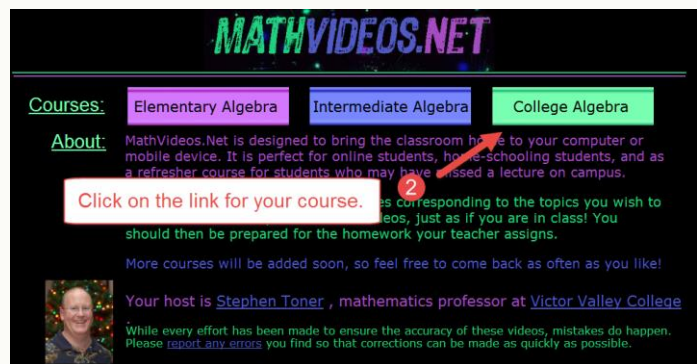 MATHVIDEOS.NET
Courses: Elementary Algebra Intermediate Algebra College Algebra
About: MathVideos.Net is designed to bring the classroom home to your computer or
mobile device. It is perfect for online students, home-schooling students, and as
a refresher course for students who may have missed a lecture on campus.
2
Click on the link for your course.
corresponding to the topics you wish to
just as if you are in class! You
should then be prepared for the homework your teacher assigns.
More courses will be added soon, so feel free to come back as often as you like!
Your host is Stephen Toner , mathematics professor at Victor Valley College
.
While every effort has been made to ensure the accuracy of these videos, mistakes do happen.
Please report any errors you find so that corrections can be made as quickly as possible.